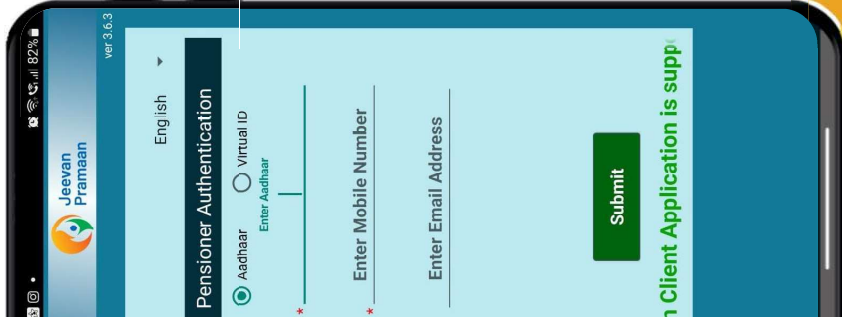 82%
Jeevan
Pramaan
ver 3.6.3
English
Pensioner Authentication
Aadhaar
Virtual ID
Enter Aadhaar
*
Enter Mobile Number
*
Enter Email Address
Submit
Client Application is supp